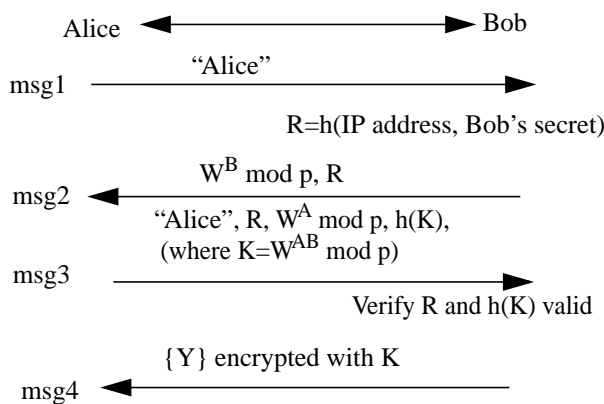 Alice Bob
msg1 “Alice”
R=h(IP address, Bob’s secret)
W^B mod p, R
msg2
“Alice”, R, W^A mod p, h(K),
(where K=W^AB mod p)
msg3
Verify R and h(K) valid
{Y} encrypted with K
msg4